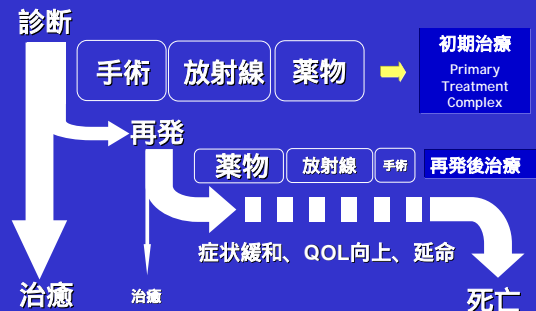 診断
手術 放射線 薬物
初期治療
Primary
Treatment
Complex
再発
薬物 放射線 手術 再発後治療
症状緩和、QOL向上、延命
治癒 治癒 死亡